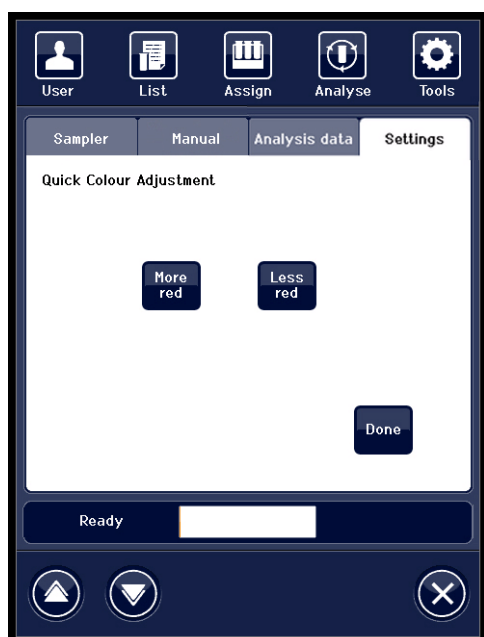 User List Assign Analyse Tools
Sampler Manual Analysis data Settings
Quick Colour Adjustment
More Less
red red
Done
Ready